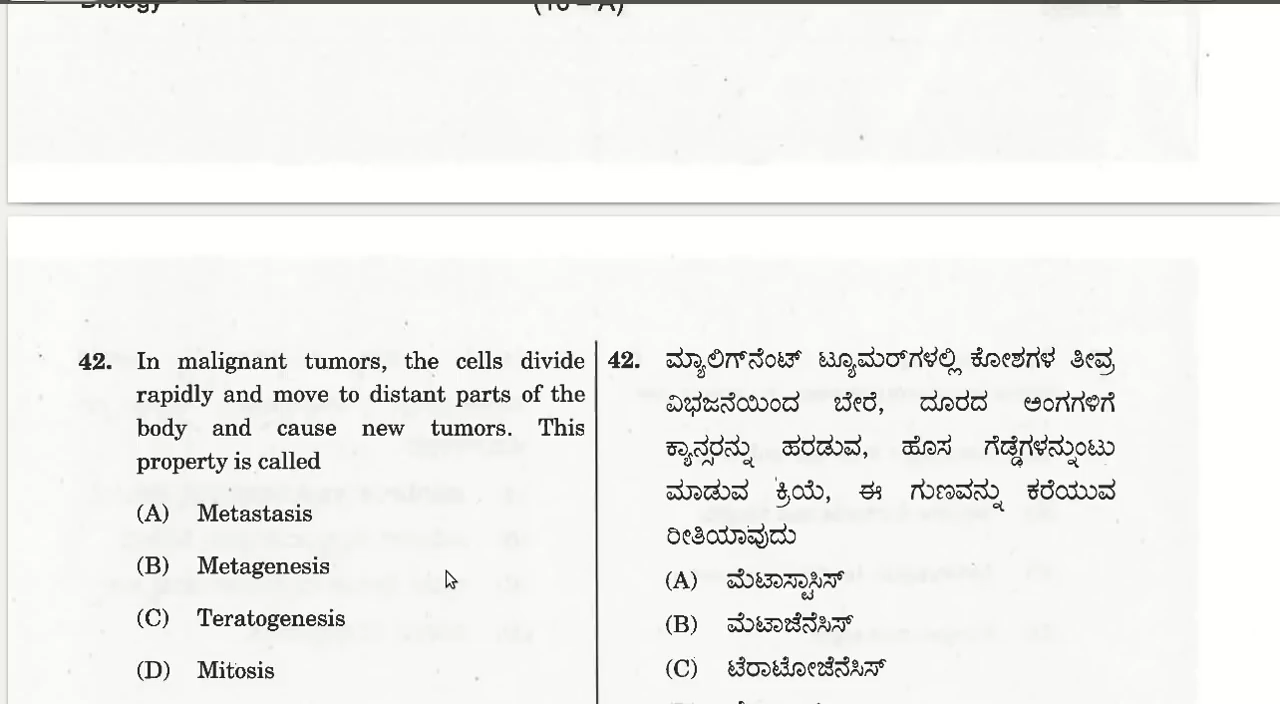 Biology
(16 – A)
42. In malignant tumors, the cells divide
rapidly and move to distant parts of the
body and cause new tumors. This
property is called
(A) Metastasis
(B) Metagenesis
(C) Teratogenesis
(D) Mitosis
42. ಮ್ಯಾಲಿಗ್‌ನೆಂಟ್ ಟ್ಯೂಮರ್‌ಗಳಲ್ಲಿ ಕೋಶಗಳ ತೀವ್ರ
ವಿಭಜನೆಯಿಂದ ಬೇರೆ, ದೂರದ ಅಂಗಗಳಿಗೆ
ಕ್ಯಾನ್ಸರನ್ನು ಹರಡುವ, ಹೊಸ ಗೆಡ್ಡೆಗಳನ್ನುಂಟು
ಮಾಡುವ ಕ್ರಿಯೆ, ಈ ಗುಣವನ್ನು ಕರೆಯುವ
ರೀತಿಯಾವುದು
(A) ಮೆಟಾಸ್ಟಾಸಿಸ್
(B) ಮೆಟಾಜೆನೆಸಿಸ್
(C) ಟೆರಾಟೋಜೆನೆಸಿಸ್